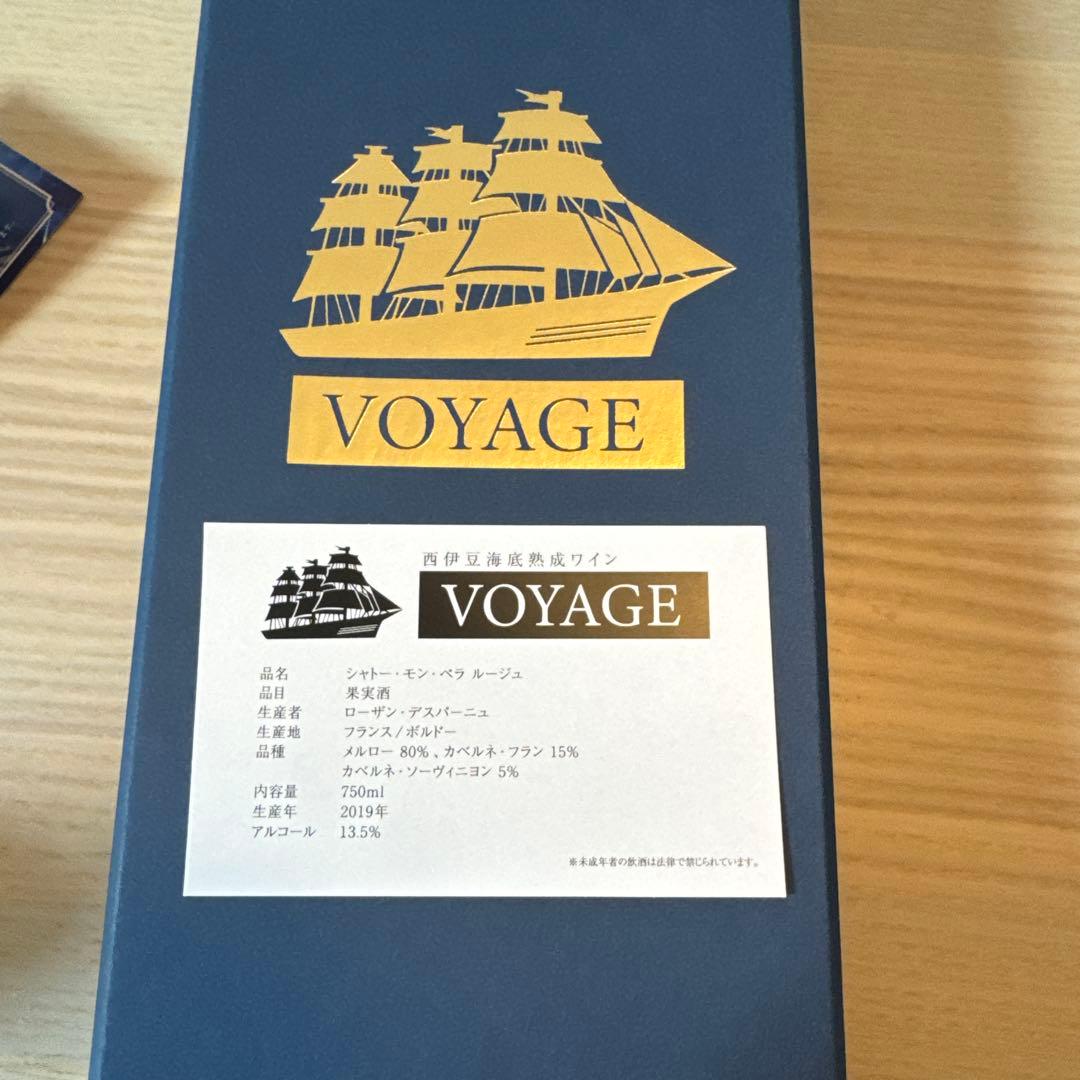 VOYAGE
西伊豆海底熟成ワイン
VOYAGE
品名 シャトー・モン・ペラ ルージュ
品目 果実酒
生産者 ローザン・デスパーニュ
生産地 フランス/ボルドー
品種 メルロー 80%、カベルネ・フラン 15%
カベルネ・ソーヴィニヨン 5%
内容量 750ml
生産年 2019年
アルコール 13.5%
※未成年者の飲酒は法律で禁じられています。